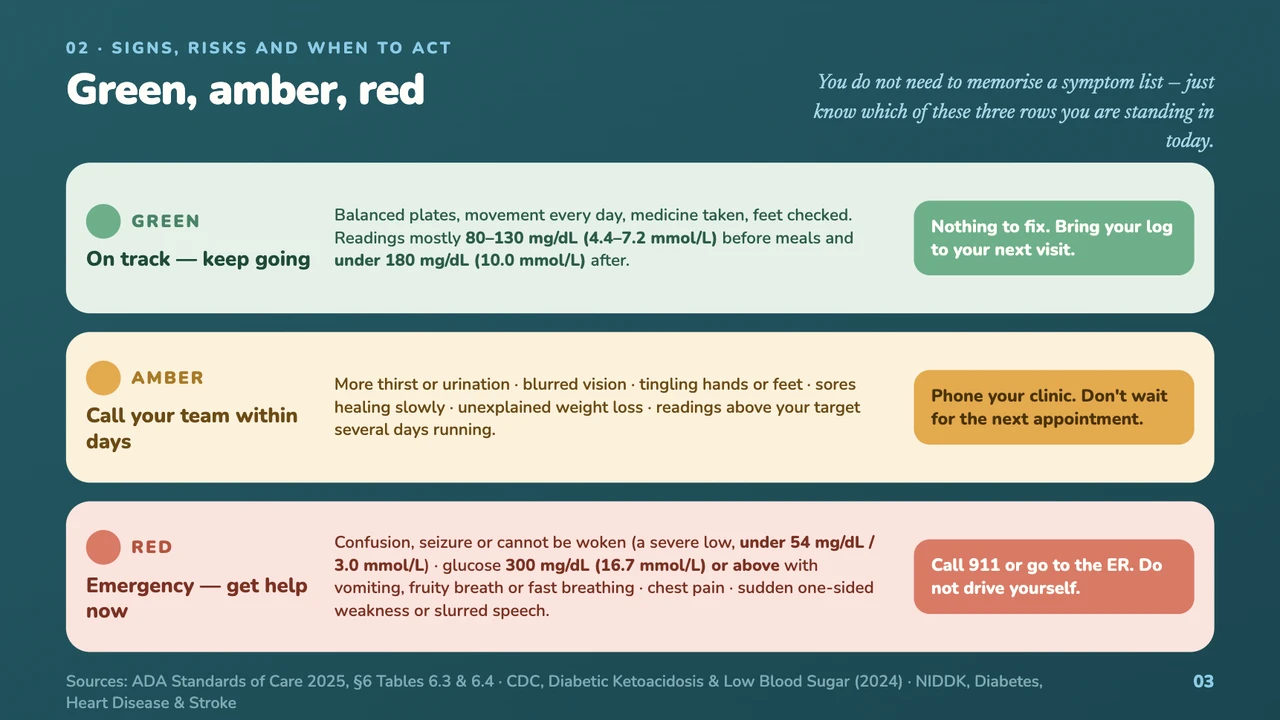 02 · SIGNS, RISKS AND WHEN TO ACT
Green, amber, red
You do not need to memorise a symptom list – just
know which of these three rows you are standing in
today.
GREEN
On track — keep going
Balanced plates, movement every day, medicine taken, feet checked.
Readings mostly 80–130 mg/dL (4.4–7.2 mmol/L) before meals and
under 180 mg/dL (10.0 mmol/L) after.
Nothing to fix. Bring your log
to your next visit.
AMBER
Call your team within
days
More thirst or urination · blurred vision · tingling hands or feet · sores
healing slowly · unexplained weight loss · readings above your target
several days running.
Phone your clinic. Don't wait
for the next appointment.
RED
Emergency — get help
now
Confusion, seizure or cannot be woken (a severe low, under 54 mg/dL /
3.0 mmol/L) · glucose 300 mg/dL (16.7 mmol/L) or above with
vomiting, fruity breath or fast breathing · chest pain · sudden one-sided
weakness or slurred speech.
Call 911 or go to the ER. Do
not drive yourself.
Sources: ADA Standards of Care 2025, §6 Tables 6.3 & 6.4 · CDC, Diabetic Ketoacidosis & Low Blood Sugar (2024) · NIDDK, Diabetes,
Heart Disease & Stroke
03